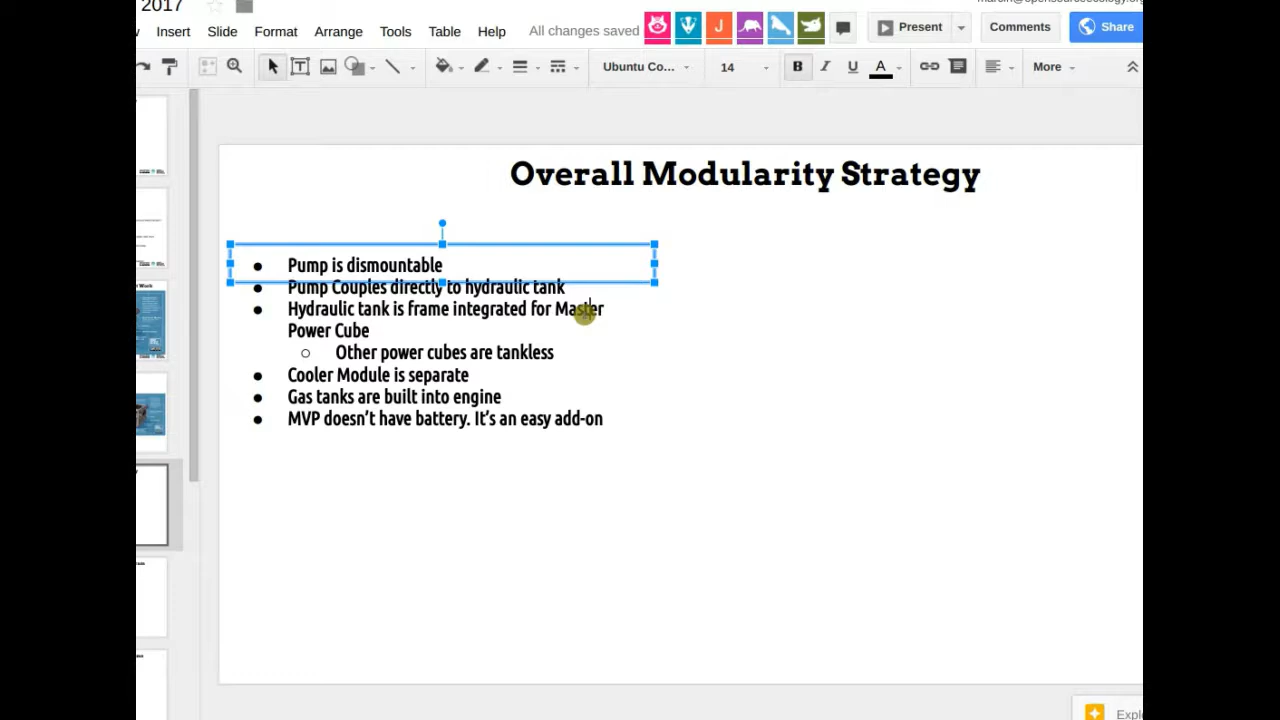 2017
Insert Slide Format Arrange Tools Table Help All changes saved
J
Present
Comments
Share
Ubuntu Co... 14 B I U A More
Overall Modularity Strategy
● Pump is dismountable
● Pump Couples directly to hydraulic tank
● Hydraulic tank is frame integrated for Master
Power Cube
○ Other power cubes are tankless
● Cooler Module is separate
● Gas tanks are built into engine
● MVP doesn't have battery. It's an easy add-on